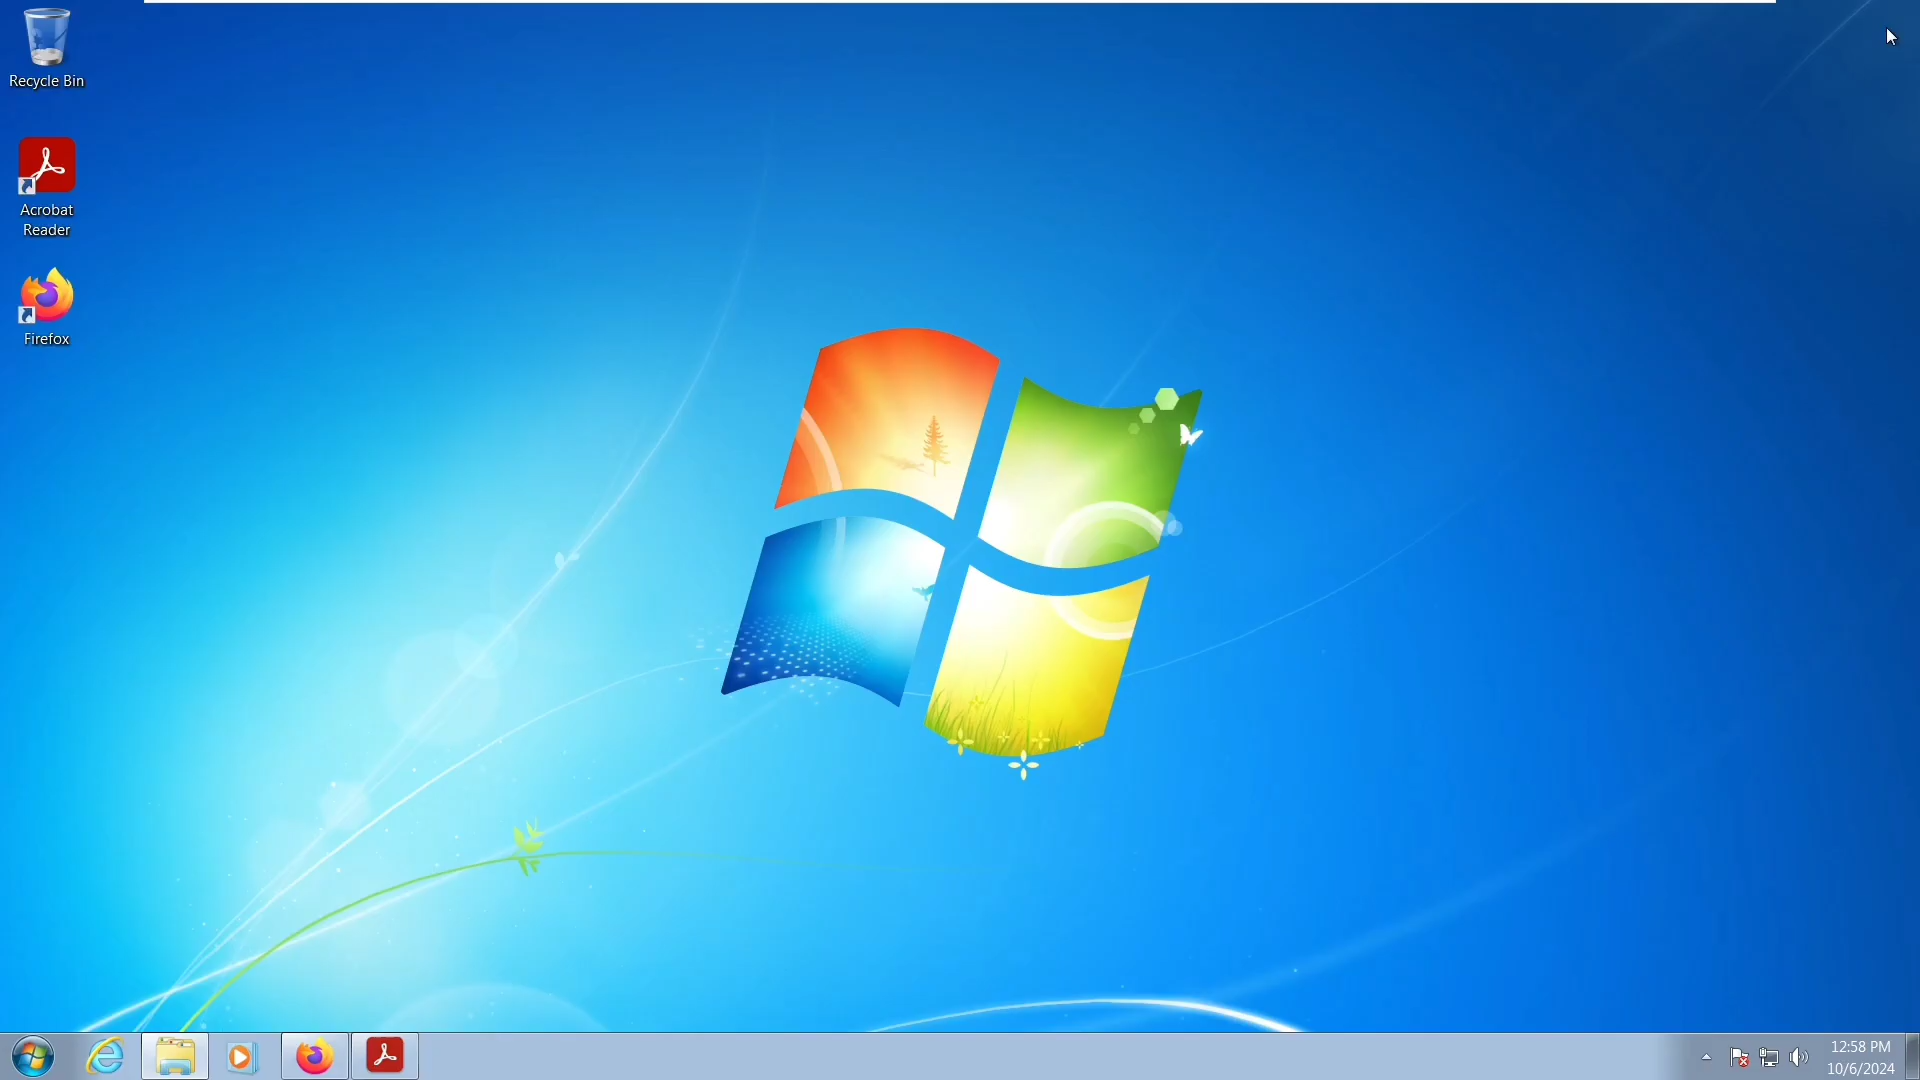 Recycle Bin
Acrobat
Reader
Firefox
12:58 PM
10/6/2024